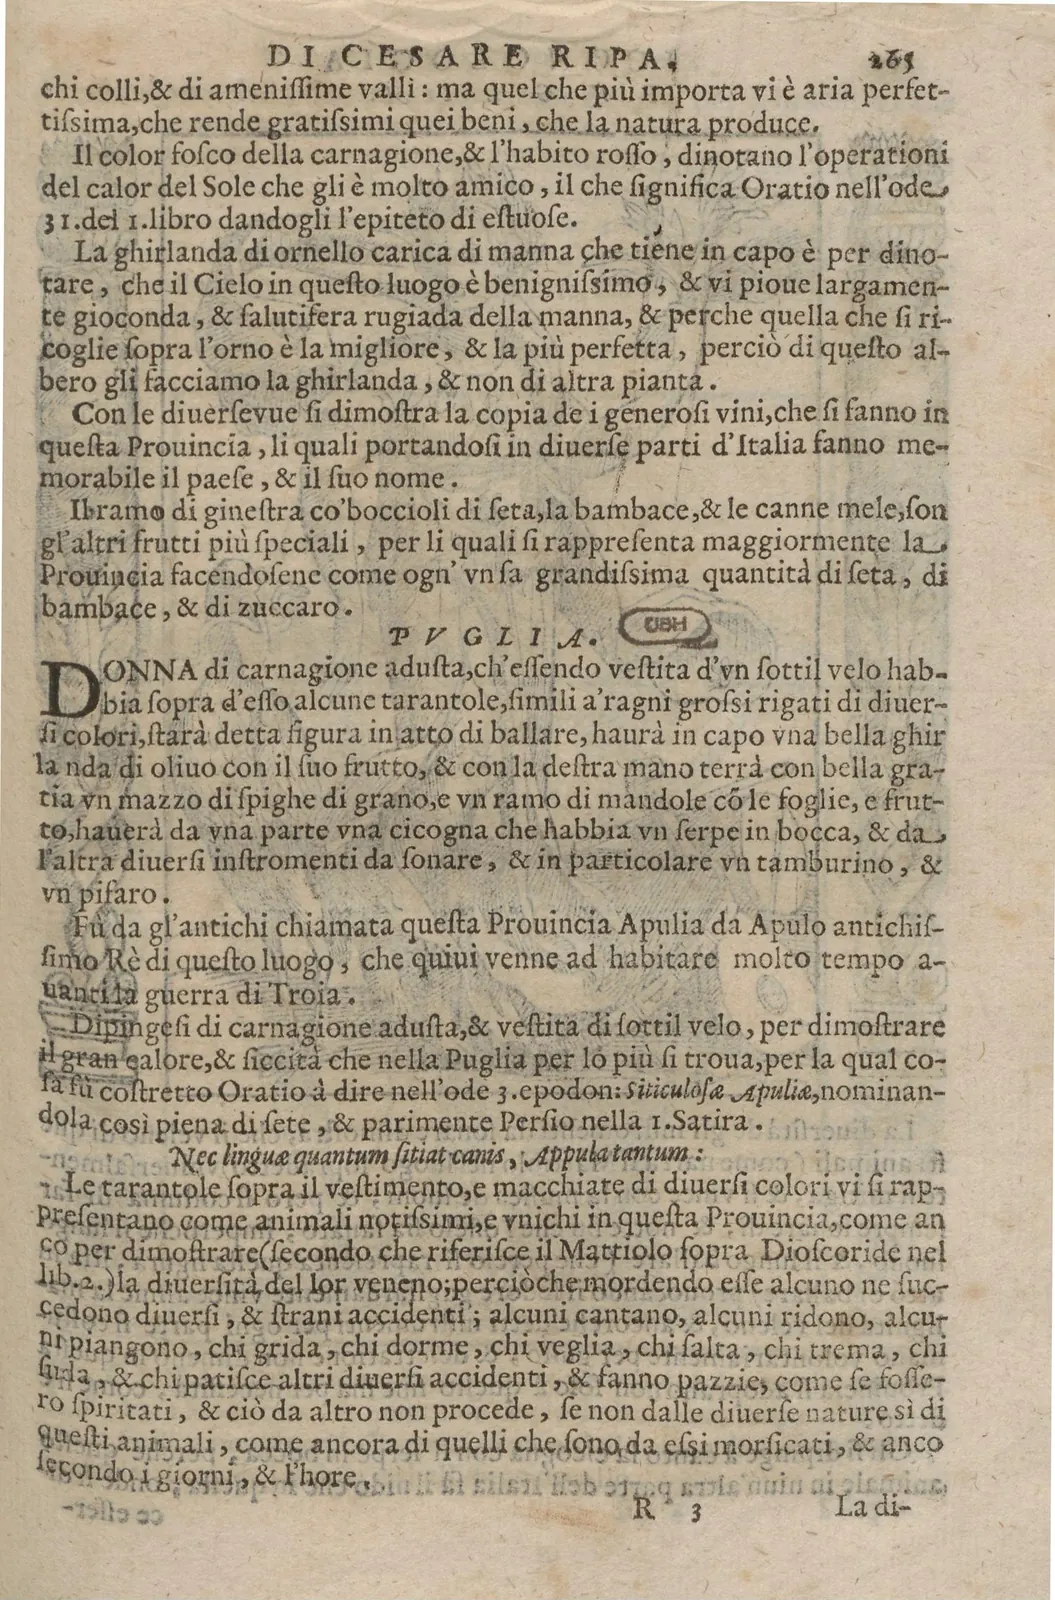 DI CESARE RIPA. 265
chi colli,& di ameniſſime valli: ma quel che più importa vi è aria perfet-
tiſsima,che rende gratiſsimi quei beni, che la natura produce.
Il color foſco della carnagione,& l'habito roſſo, dinotano l'operationi
del calor del Sole che gli è molto amico, il che ſignifica Oratio nell'ode
31.del 1.libro dandogli l'epiteto di eſtuoſe.
La ghirlanda di ornello carica di manna che tiene in capo è per dino-
tare, che il Cielo in queſto luogo è benigniſsimo, & vi pioue largamen-
te gioconda, & ſalutifera rugiada della manna, & perche quella che ſi ri-
coglie ſopra l'orno è la migliore, & la più perfetta, perciò di queſto al-
bero gli facciamo la ghirlanda, & non di altra pianta.
Con le diuerſe vue ſi dimoſtra la copia de i generoſi vini,che ſi fanno in
queſta Prouincia, li quali portandoſi in diuerſe parti d'Italia fanno me-
morabile il paeſe, & il ſuo nome.
Il ramo di gineſtra co'boccioli di ſeta,la bambace,& le canne mele,ſon
gl'altri frutti più ſpeciali, per li quali ſi rappreſenta maggiormente la
Prouincia facendoſene come ogn' vn ſa grandiſsima quantità di ſeta, di
bambace, & di zuccaro.
PVGLIA.
UBH
DONNA di carnagione aduſta,ch'eſſendo veſtita d'vn ſottil velo hab-
bia ſopra d'eſſo alcune tarantole,ſimili a'ragni groſsi rigati di diuer-
ſi colori,ſtarà detta figura in atto di ballare, haurà in capo vna bella ghir
landa di oliuo con il ſuo frutto, & con la deſtra mano terrà con bella gra-
tia vn mazzo di ſpighe di grano,e vn ramo di mandole cõ le foglie, e frut-
to,hauerà da vna parte vna cicogna che habbia vn ſerpe in bocca, & da
l'altra diuerſi inſtromenti da ſonare, & in particolare vn tamburino, &
vn pifaro.
Fù da gl'antichi chiamata queſta Prouincia Apulia da Apulo antichiſ-
ſimo Rè di queſto luogo, che quiui venne ad habitare molto tempo a-
uanti la guerra di Troia.
Dipingeſi di carnagione aduſta,& veſtita di ſottil velo, per dimoſtrare
il gran calore,& ſiccità che nella Puglia per lo più ſi troua,per la qual co-
ſa fù coſtretto Oratio à dire nell'ode 3.epodon: Siticuloſæ Apuliæ,nominan-
dola così piena di ſete, & parimente Perſio nella 1.Satira.
Nec linguæ quantum ſitiat canis, Appula tantum:
Le tarantole ſopra il veſtimento,e macchiate di diuerſi colori vi ſi rap-
preſentano come animali notiſsimi,e vnichi in queſta Prouincia,come an
co per dimoſtrare(ſecondo che riferiſce il Mattiolo ſopra Dioſcoride nel
lib.2.)la diuerſità del lor veneno;perciòche mordendo eſſe alcuno ne ſuc-
cedono diuerſi, & ſtrani accidenti; alcuni cantano, alcuni ridono, alcu-
ni piangono, chi grida, chi dorme, chi veglia, chi ſalta, chi trema, chi
ſuda, & chi patiſce altri diuerſi accidenti, & fanno pazzie, come ſe foſſe-
ro ſpiritati, & ciò da altro non procede, ſe non dalle diuerſe nature sì di
queſti animali, come ancora di quelli che ſono da eſsi morſicati, & anco
ſecondo i giorni, & l'hore,
R 3 La di-